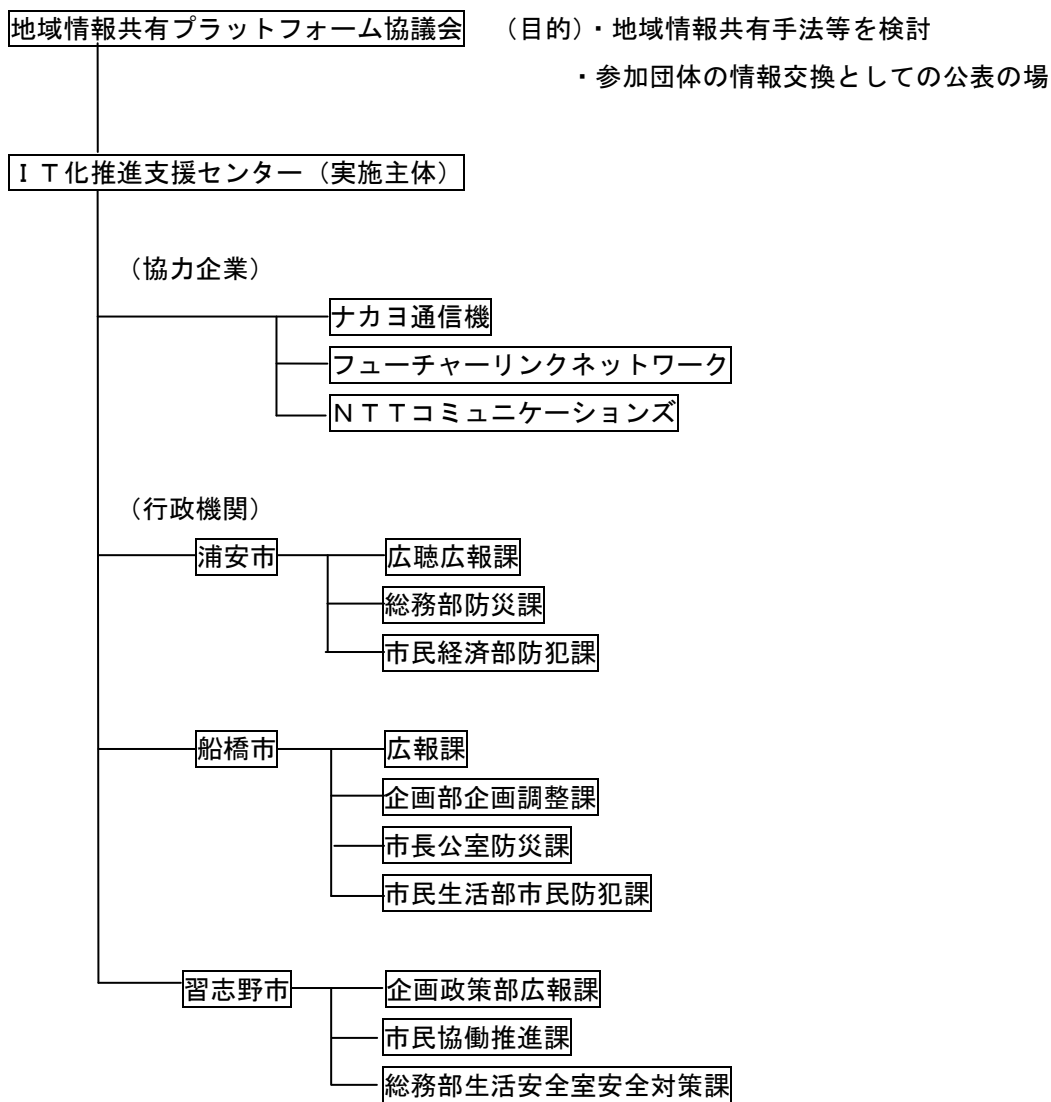 地域情報共有プラットフォーム協議会 （目的）・地域情報共有手法等を検討
・参加団体の情報交換としての公表の場
ＩＴ化推進支援センター（実施主体）
（協力企業）
ナカヨ通信機
フューチャーリンクネットワーク
ＮＴＴコミュニケーションズ
（行政機関）
浦安市 広聴広報課
総務部防災課
市民経済部防犯課
船橋市 広報課
企画部企画調整課
市長公室防災課
市民生活部市民防犯課
習志野市 企画政策部広報課
市民協働推進課
総務部生活安全室安全対策課